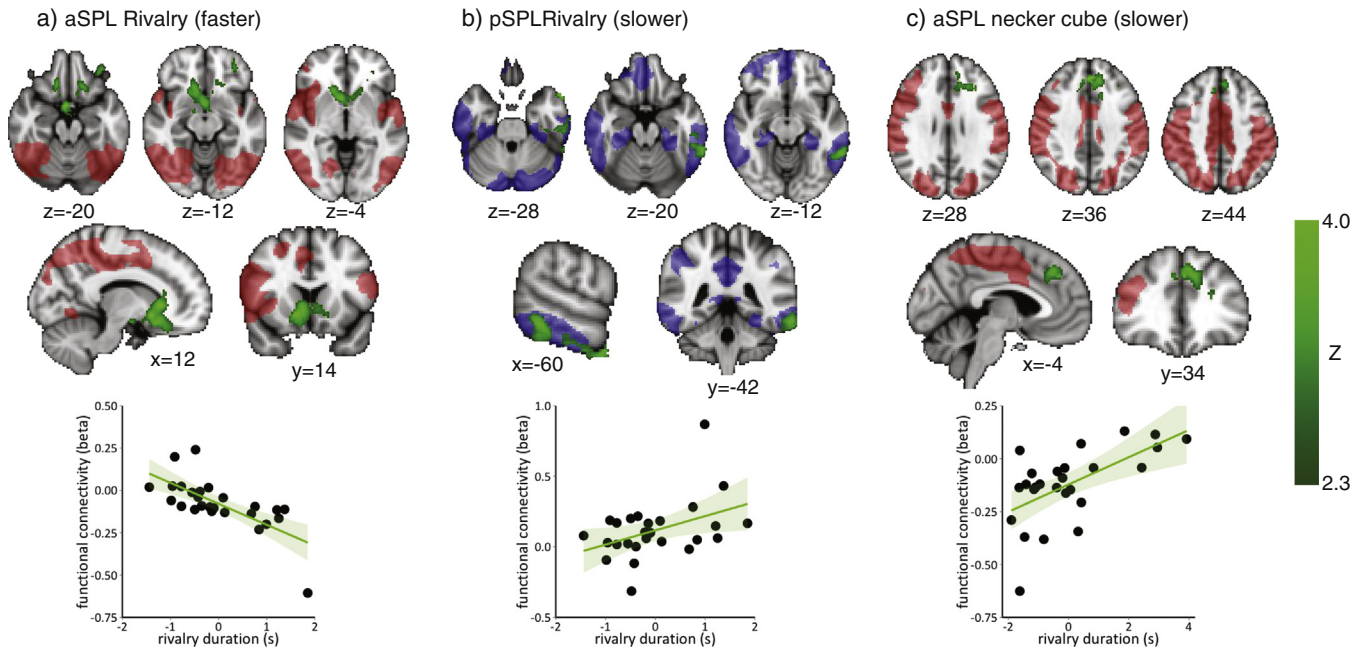 a) aSPL Rivalry (faster)
b) pSPLRivalry (slower)
c) aSPL necker cube (slower)
z=-20
z=-12
z=-4
z=-28
z=-20
z=-12
z=28
z=36
z=44
x=12
y=14
x=-60
y=-42
x=-4
y=34
4.0
Z
2.3
functional connectivity (beta)
0.50
0.25
0.00
-0.25
-0.50
-0.75
-2
-1
0
1
2
rivalry duration (s)
functional connectivity (beta)
1.0
0.5
0.0
-0.5
-2
-1
0
1
2
rivalry duration (s)
functional connectivity (beta)
0.25
0.00
-0.25
-0.50
-0.75
-2
0
2
4
rivalry duration (s)